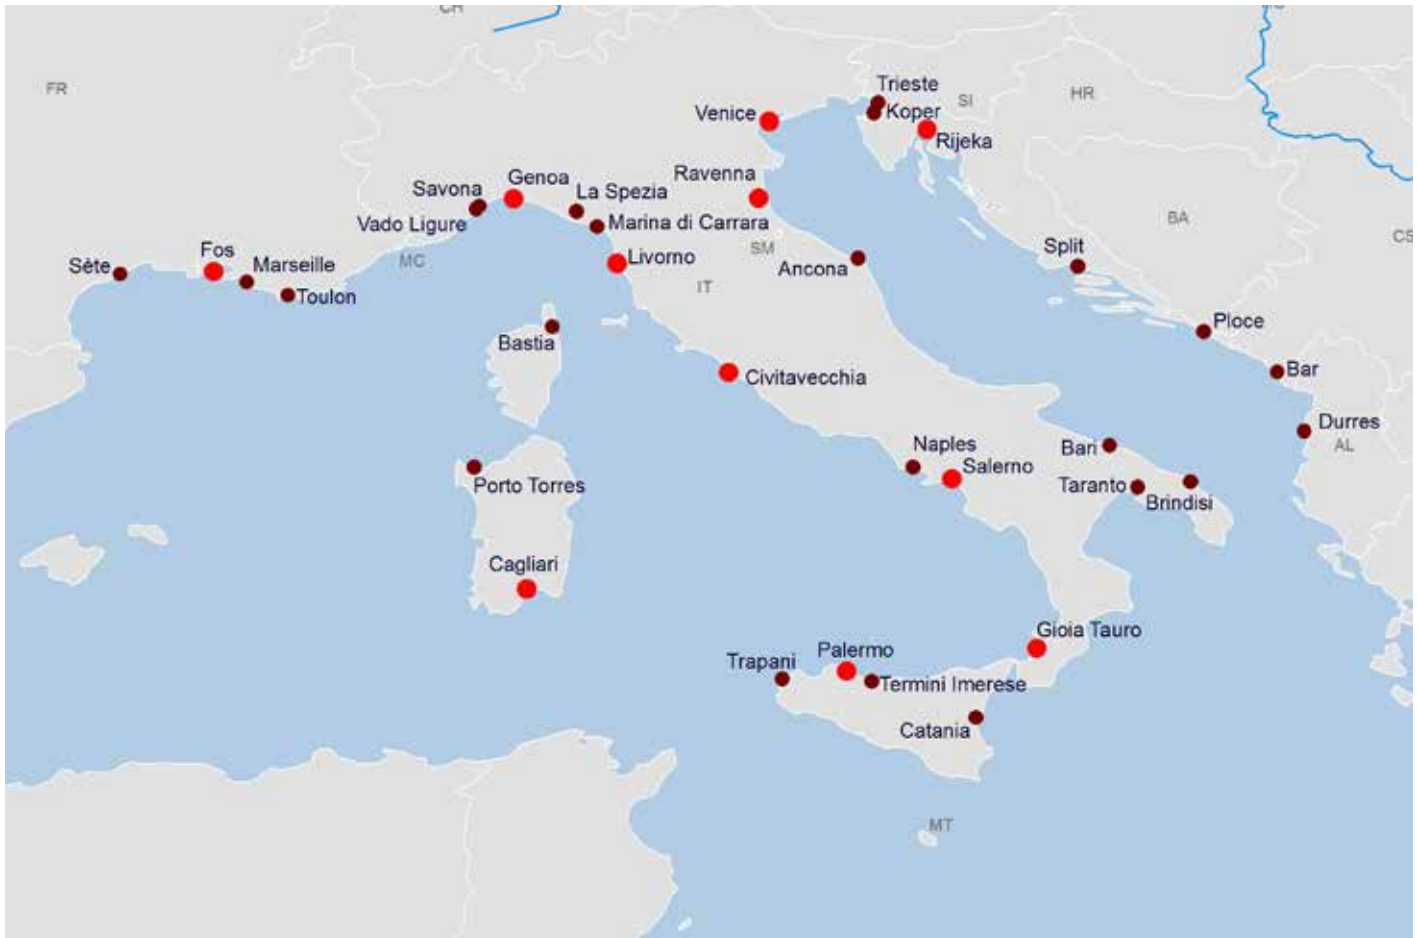 CH
FR
Trieste
Koper
SI
HR
Venice
Rijeka
Ravenna
Genoa
Savona
La Spezia
Vado Ligure
Marina di Carrara
BA
CS
Split
Fos
SM
Sète
Marseille
MC
Livorno
Ancona
Toulon
IT
Ploce
Bastia
Bar
Civitavecchia
Durres
AL
Bari
Naples
Salerno
Porto Torres
Taranto
Brindisi
Cagliari
Gioia Tauro
Palermo
Trapani
Termini Imerese
Catania
MT